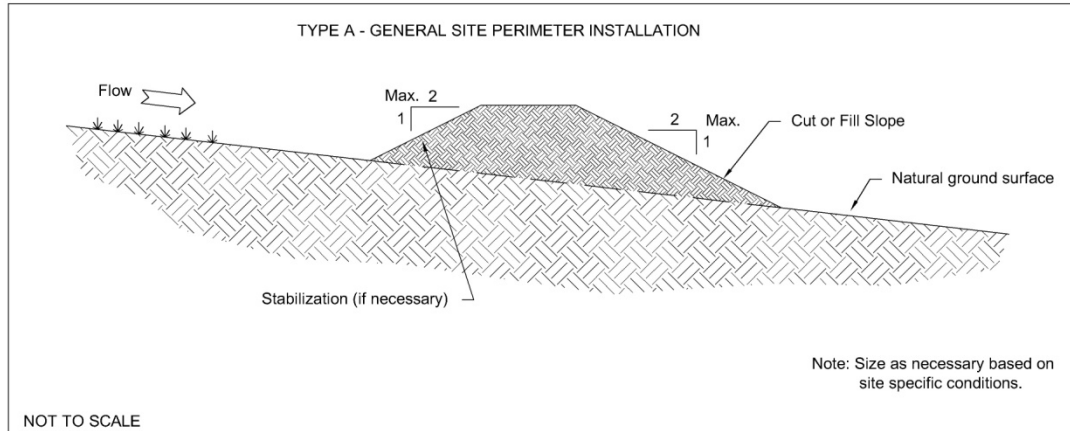 TYPE A - GENERAL SITE PERIMETER INSTALLATION
Flow
Max. 2
1
2 Max.
1
Cut or Fill Slope
Natural ground surface
Stabilization (if necessary)
Note: Size as necessary based on
site specific conditions.
NOT TO SCALE